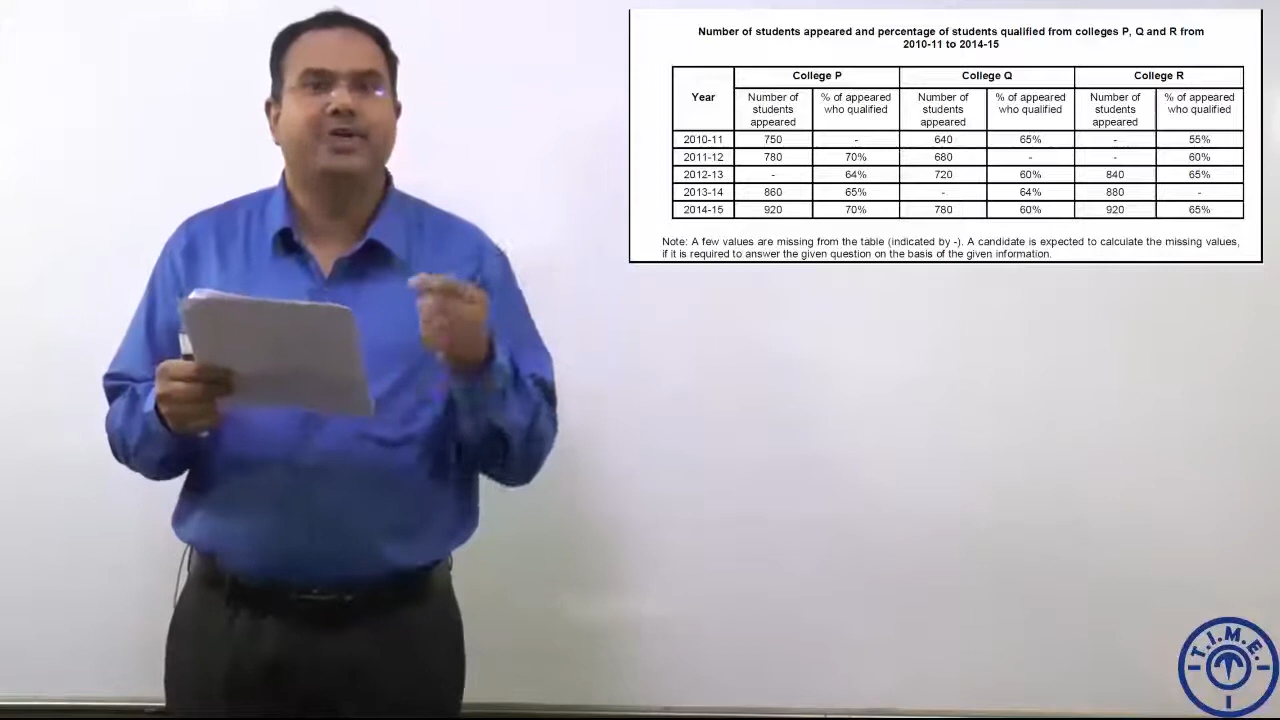 Number of students appeared and percentage of students qualified from colleges P, Q and R from
2010-11 to 2014-15
Year College P College Q College R
Number of students appeared % of appeared who qualified Number of students appeared % of appeared who qualified Number of students appeared % of appeared who qualified
2010-11 750 - 640 65% - 55%
2011-12 780 70% 680 - - 60%
2012-13 - 64% 720 60% 840 65%
2013-14 860 65% - 64% 880 -
2014-15 920 70% 780 60% 920 65%
Note: A few values are missing from the table (indicated by -). A candidate is expected to calculate the missing values,
if it is required to answer the given question on the basis of the given information.
T.I.M.E.